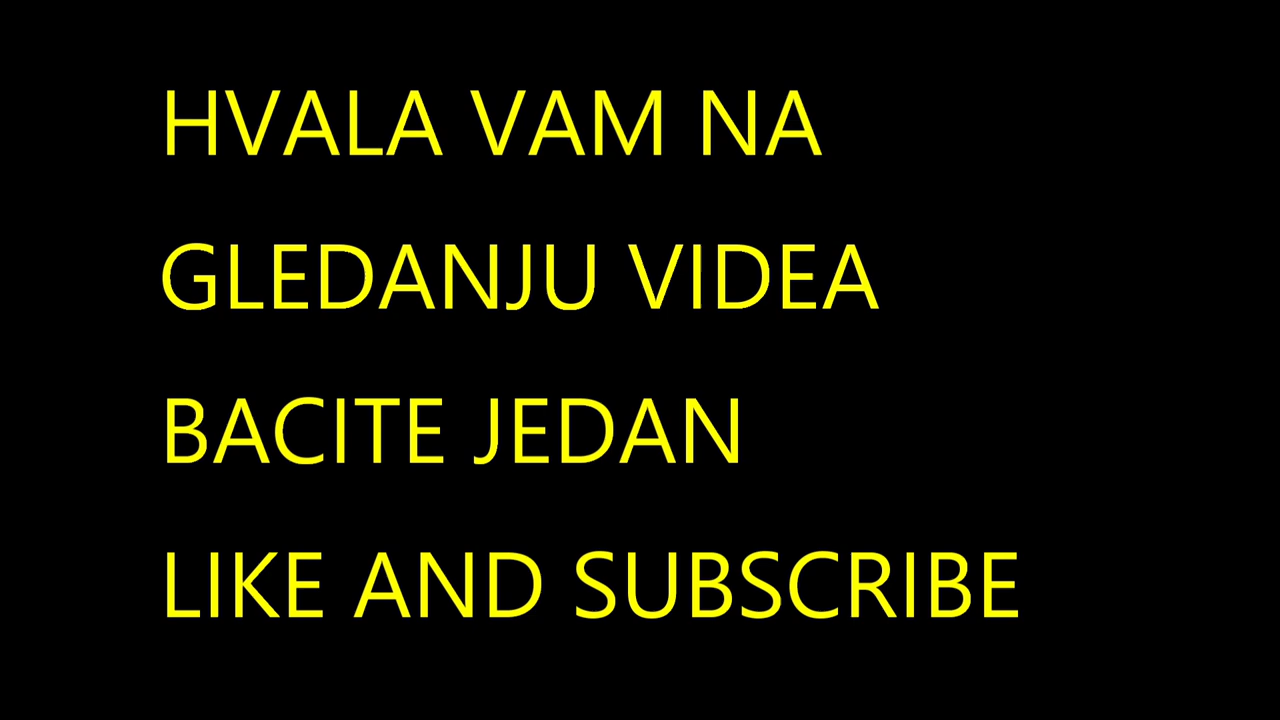 HVALA VAM NA
GLEDANJU VIDEA
BACITE JEDAN
LIKE AND SUBSCRIBE